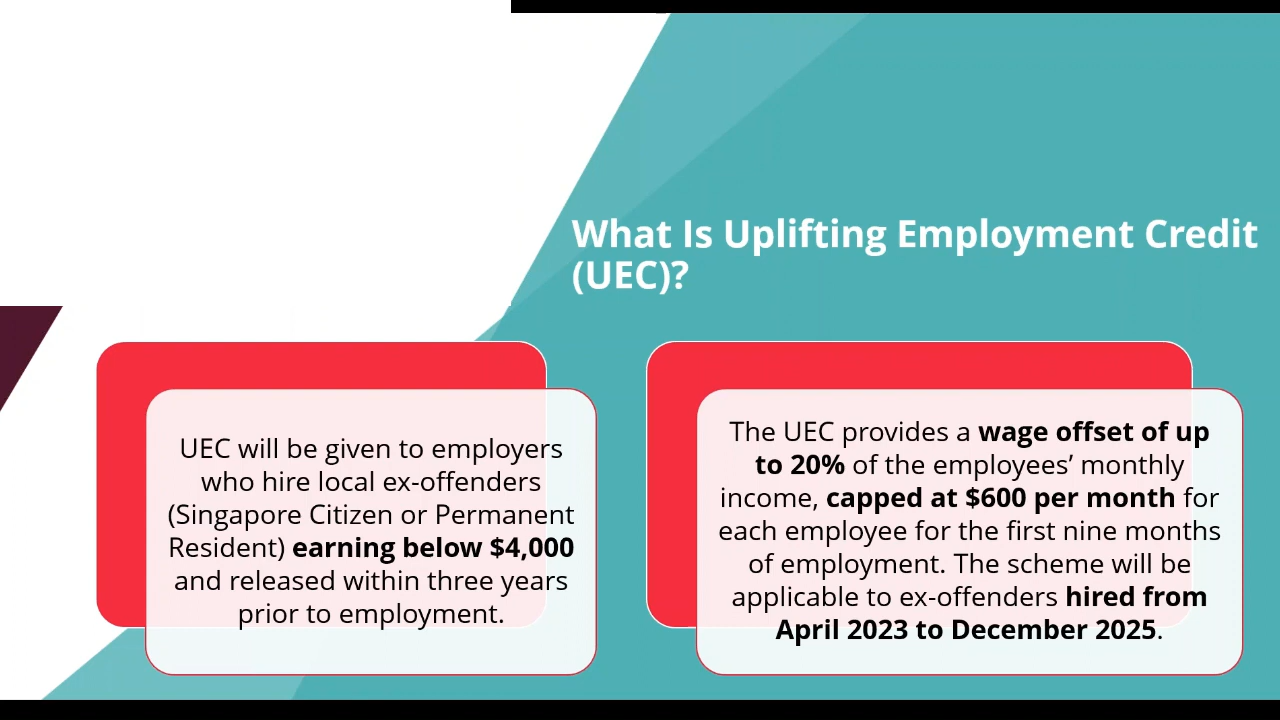 What Is Uplifting Employment Credit
(UEC)?
UEC will be given to employers
who hire local ex-offenders
(Singapore Citizen or Permanent
Resident) earning below $4,000
and released within three years
prior to employment.
The UEC provides a wage offset of up
to 20% of the employees’ monthly
income, capped at $600 per month for
each employee for the first nine months
of employment. The scheme will be
applicable to ex-offenders hired from
April 2023 to December 2025.